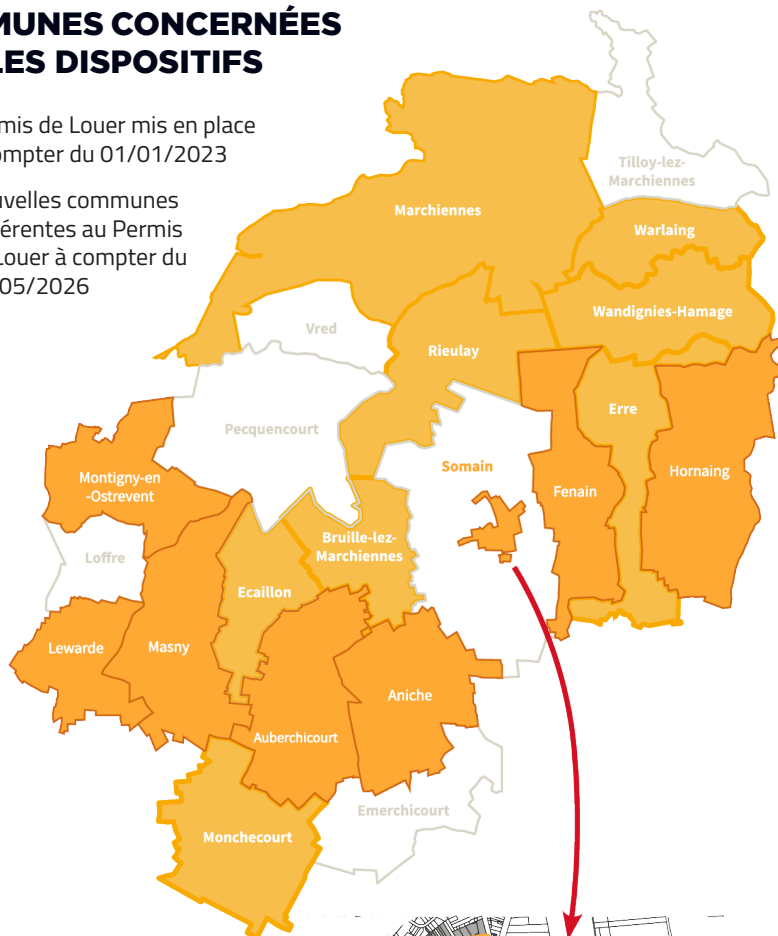 MUNES CONCERNÉES
LES DISPOSITIFS
mis de Louer mis en place
ompter du 01/01/2023
uvelles communes
érentes au Permis
Louer à compter du
05/2026
Tilloy-lez-
Marchiennes
Marchiennes
Warlaing
Wandignies-Hamage
Vred
Rieulay
Erre
Pecquencourt
Somain
Hornaing
Montigny-en
-Ostrevent
Fenain
Bruille-lez-
Marchiennes
Loffre
Ecaillon
Lewarde
Masny
Aniche
Auberchicourt
Emerchicourt
Monchecourt